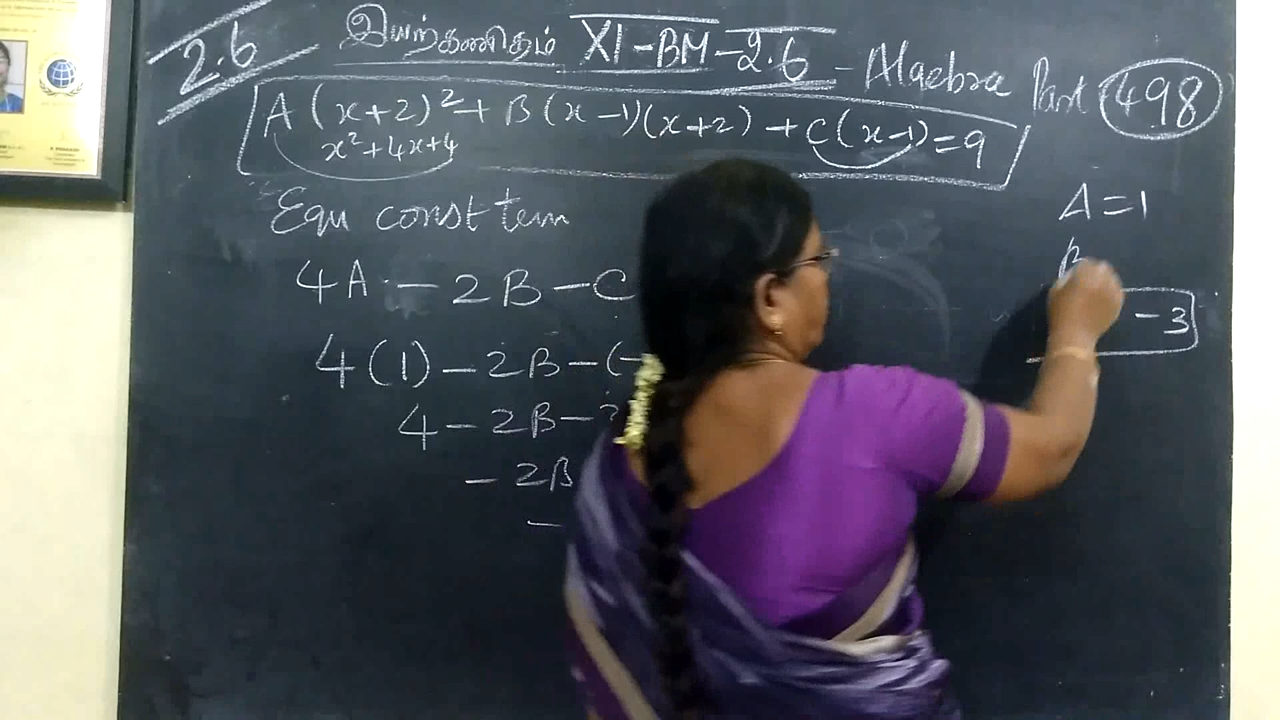 2.6 இயற்கணிதம் XI-BM-2.6 - Algebra Part 498
A(x+2)²+B(x-1)(x+2)+C(x-1)=9
x²+4x+4
Equ const term
A=1
4A-2B-C
B
-3
4(1)-2B-(-
4-2B-
-2B
-